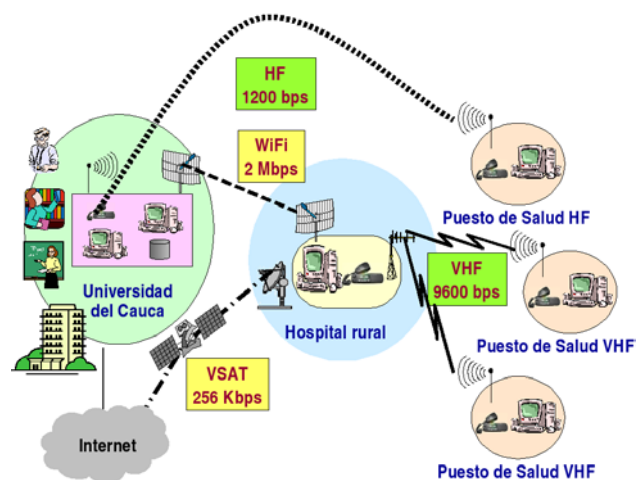 HF
1200 bps
WiFi
2 Mbps
Puesto de Salud HF
Universidad
del Cauca
Hospital rural
VHF
9600 bps
Puesto de Salud VHF
VSAT
256 Kbps
Internet
Puesto de Salud VHF